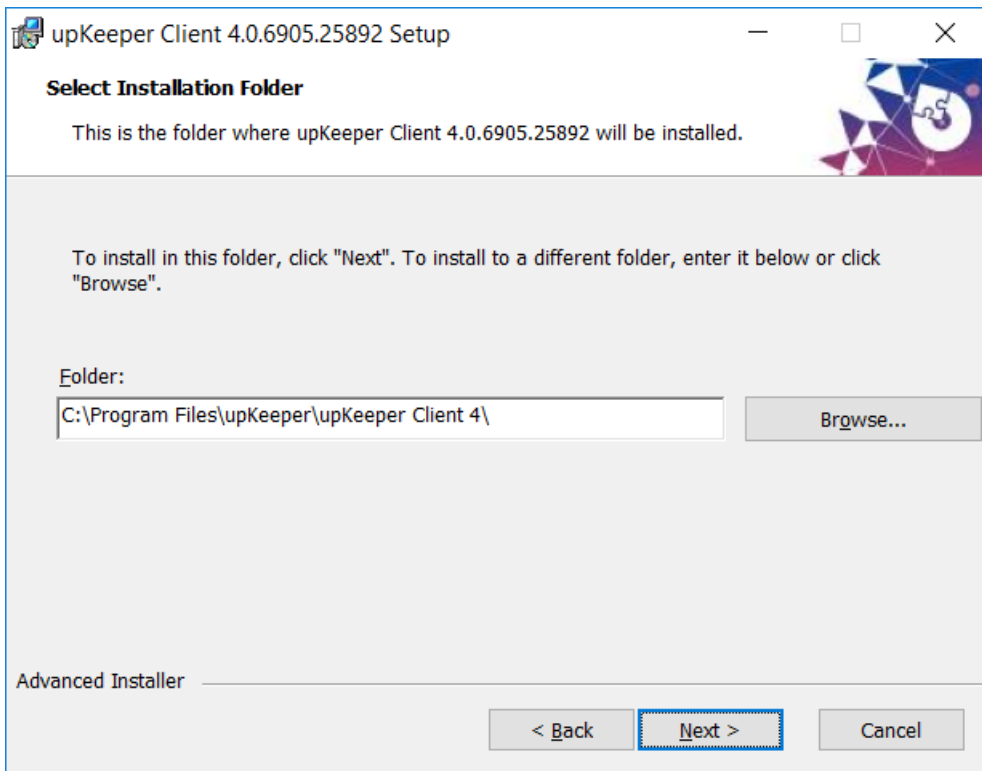 upKeeper Client 4.0.6905.25892 Setup
Select Installation Folder
This is the folder where upKeeper Client 4.0.6905.25892 will be installed.
To install in this folder, click "Next". To install to a different folder, enter it below or click
"Browse".
Folder:
C:\Program Files\upKeeper\upKeeper Client 4\
Browse...
Advanced Installer
< Back
Next >
Cancel